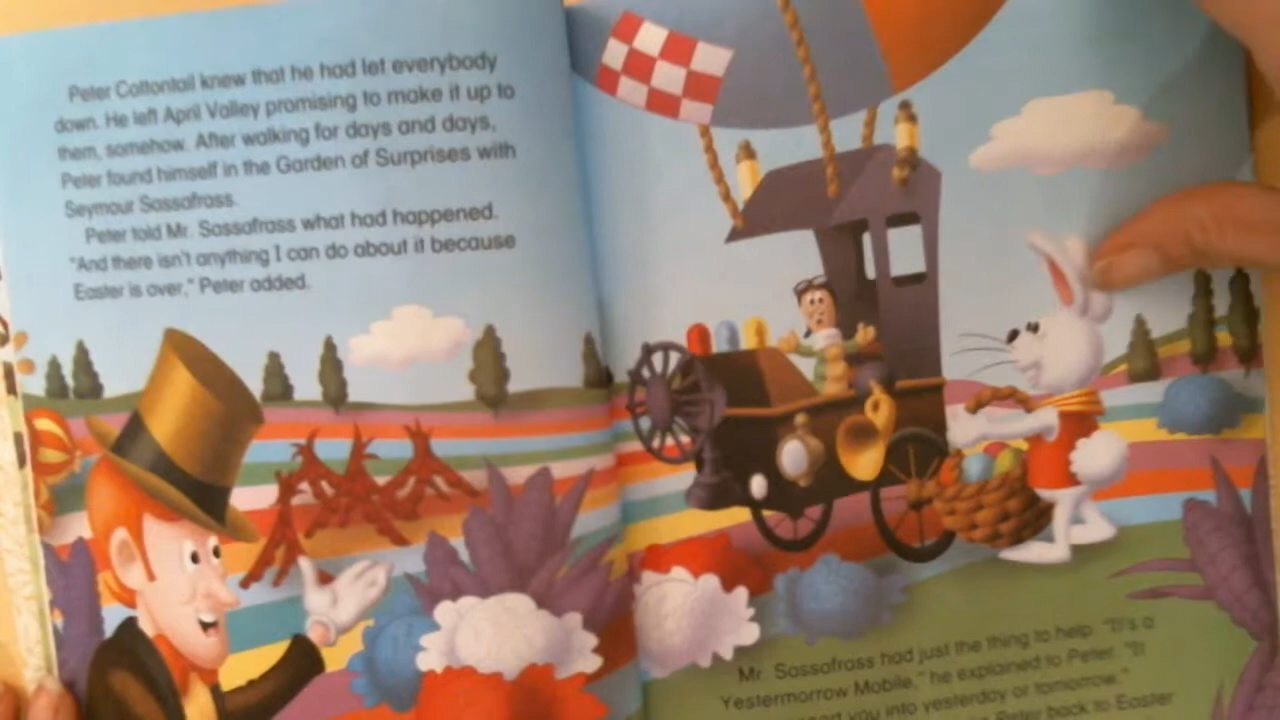 Peter Cottontail knew that he had let everybody
down. He left April Valley promising to make it up to
them, somehow. After walking for days and days,
Peter found himself in the Garden of Surprises with
Seymour Sassafrass.
Peter told Mr. Sassafrass what had happened.
"And there isn't anything I can do about it because
Easter is over," Peter added.
Mr. Sassafrass had just the thing to help. "It's a
Yestermorrow Mobile," he explained to Peter. "It
you into yesterday or tomorrow."
Peter back to Easter